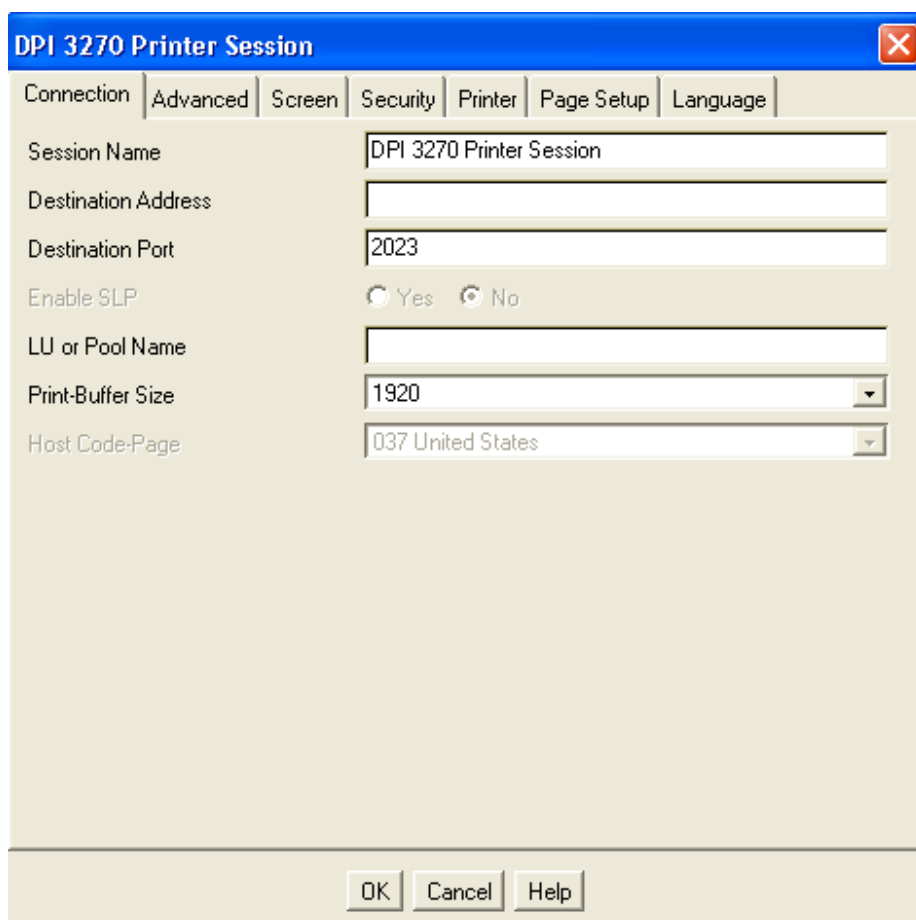 DPI 3270 Printer Session
Connection Advanced Screen Security Printer Page Setup Language
Session Name DPI 3270 Printer Session
Destination Address
Destination Port 2023
Enable SLP Yes No
LU or Pool Name
Print-Buffer Size 1920
Host Code-Page 037 United States
OK Cancel Help